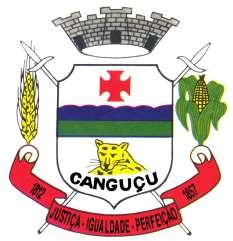 CANGUÇU
1812
JUSTIÇA - IGUALDADE - PERFEIÇÃO
1857